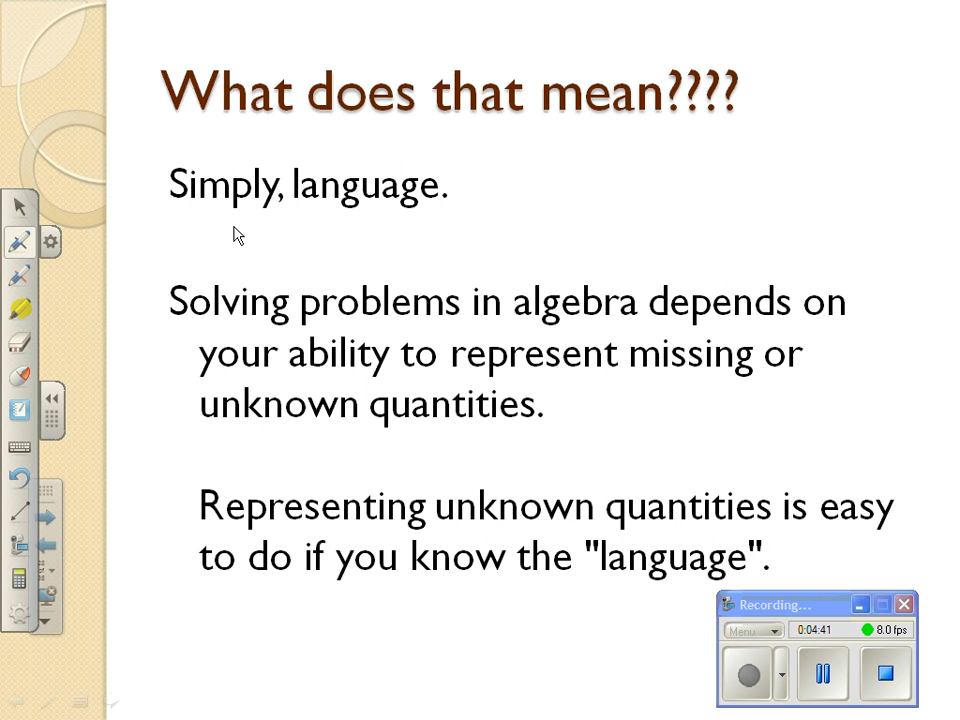 What does that mean????
Simply, language.
Solving problems in algebra depends on
your ability to represent missing or
unknown quantities.
Representing unknown quantities is easy
to do if you know the "language".
Recording...
Menu 0:04:41 8.0 fps